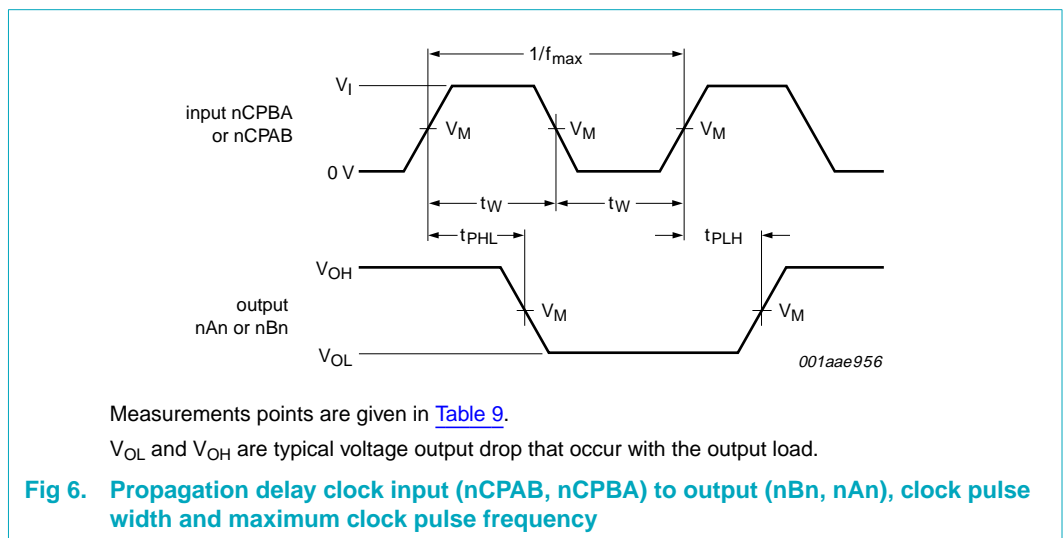 1/fmax
VI
input nCPBA
or nCPAB
VM
VM
VM
0 V
tW
tW
tPHL
tPLH
VOH
output
nAn or nBn
VM
VM
VOL
001aae956
Measurements points are given in Table 9.
VOL and VOH are typical voltage output drop that occur with the output load.
Fig 6. Propagation delay clock input (nCPAB, nCPBA) to output (nBn, nAn), clock pulse
width and maximum clock pulse frequency